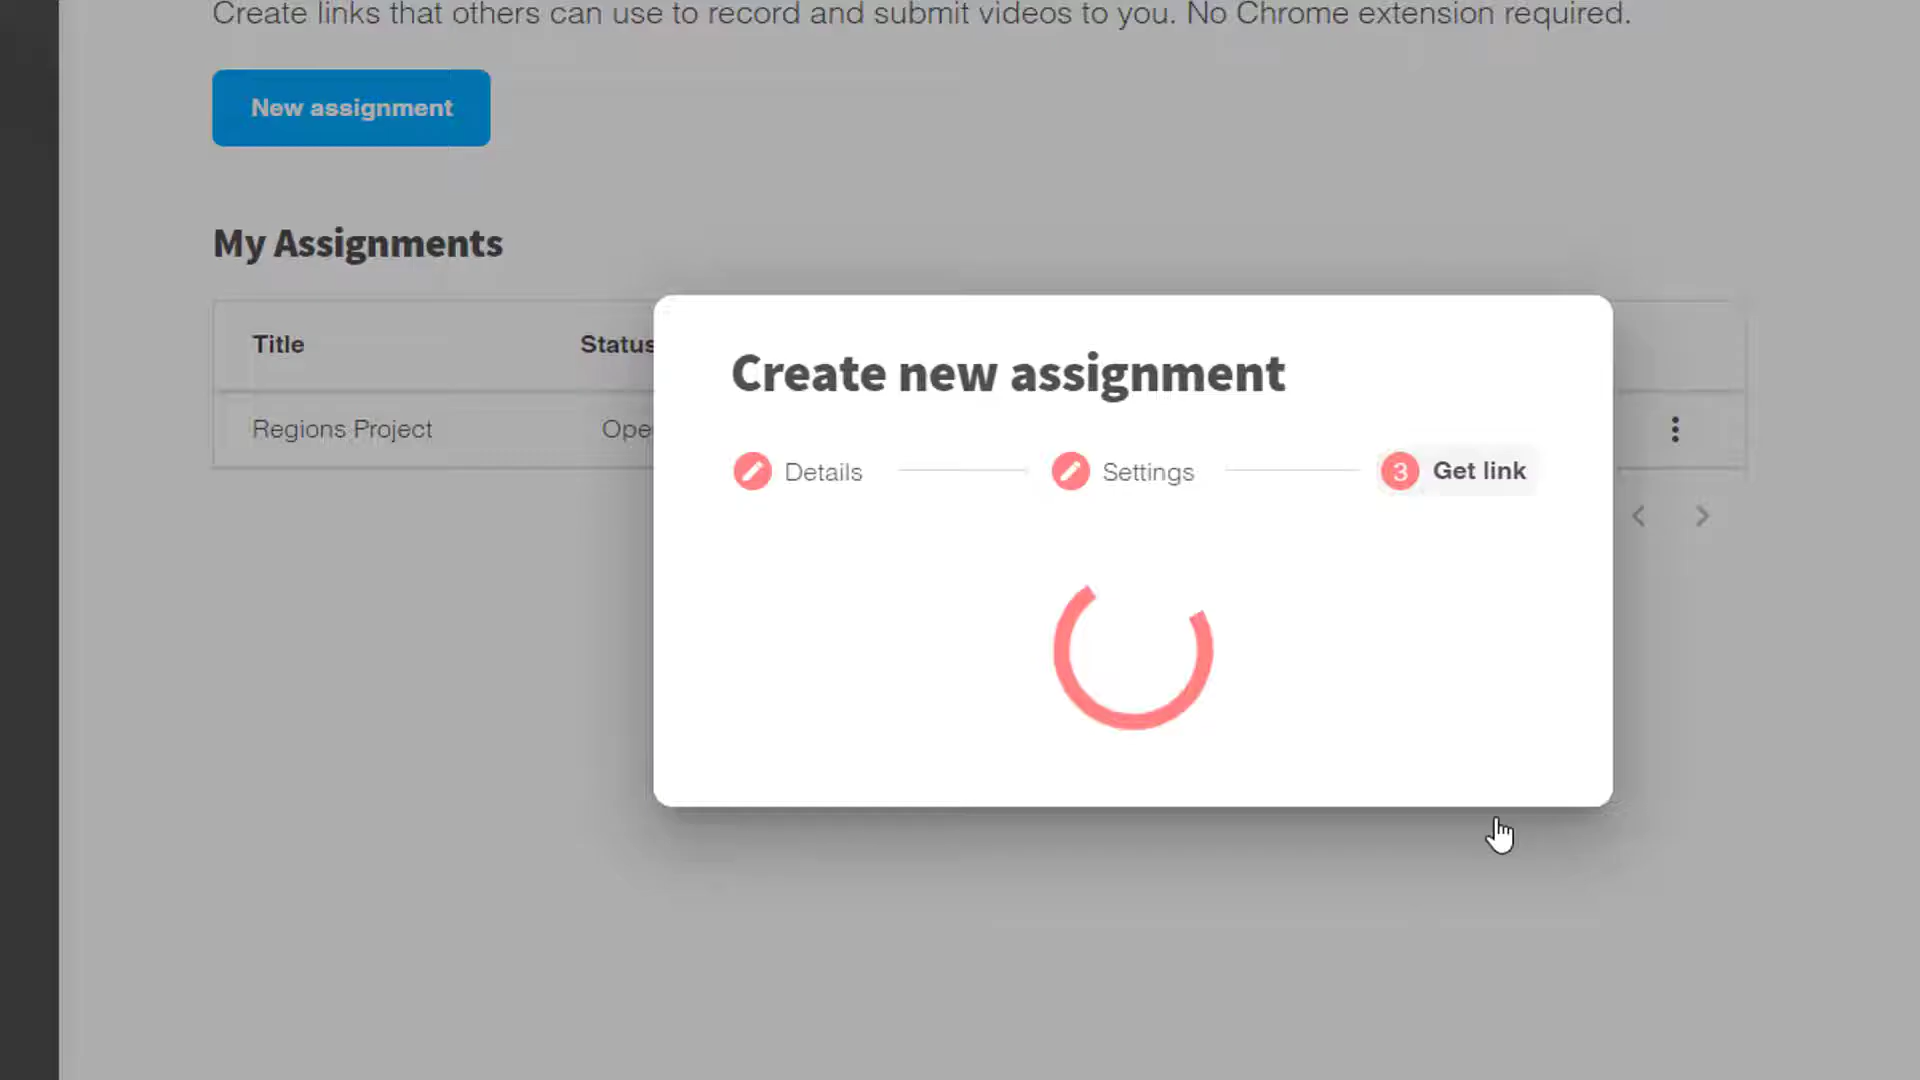 Create links that others can use to record and submit videos to you. No Chrome extension required.
New assignment
My Assignments
Title Status
Create new assignment
Regions Project Ope
Details Settings 3 Get link